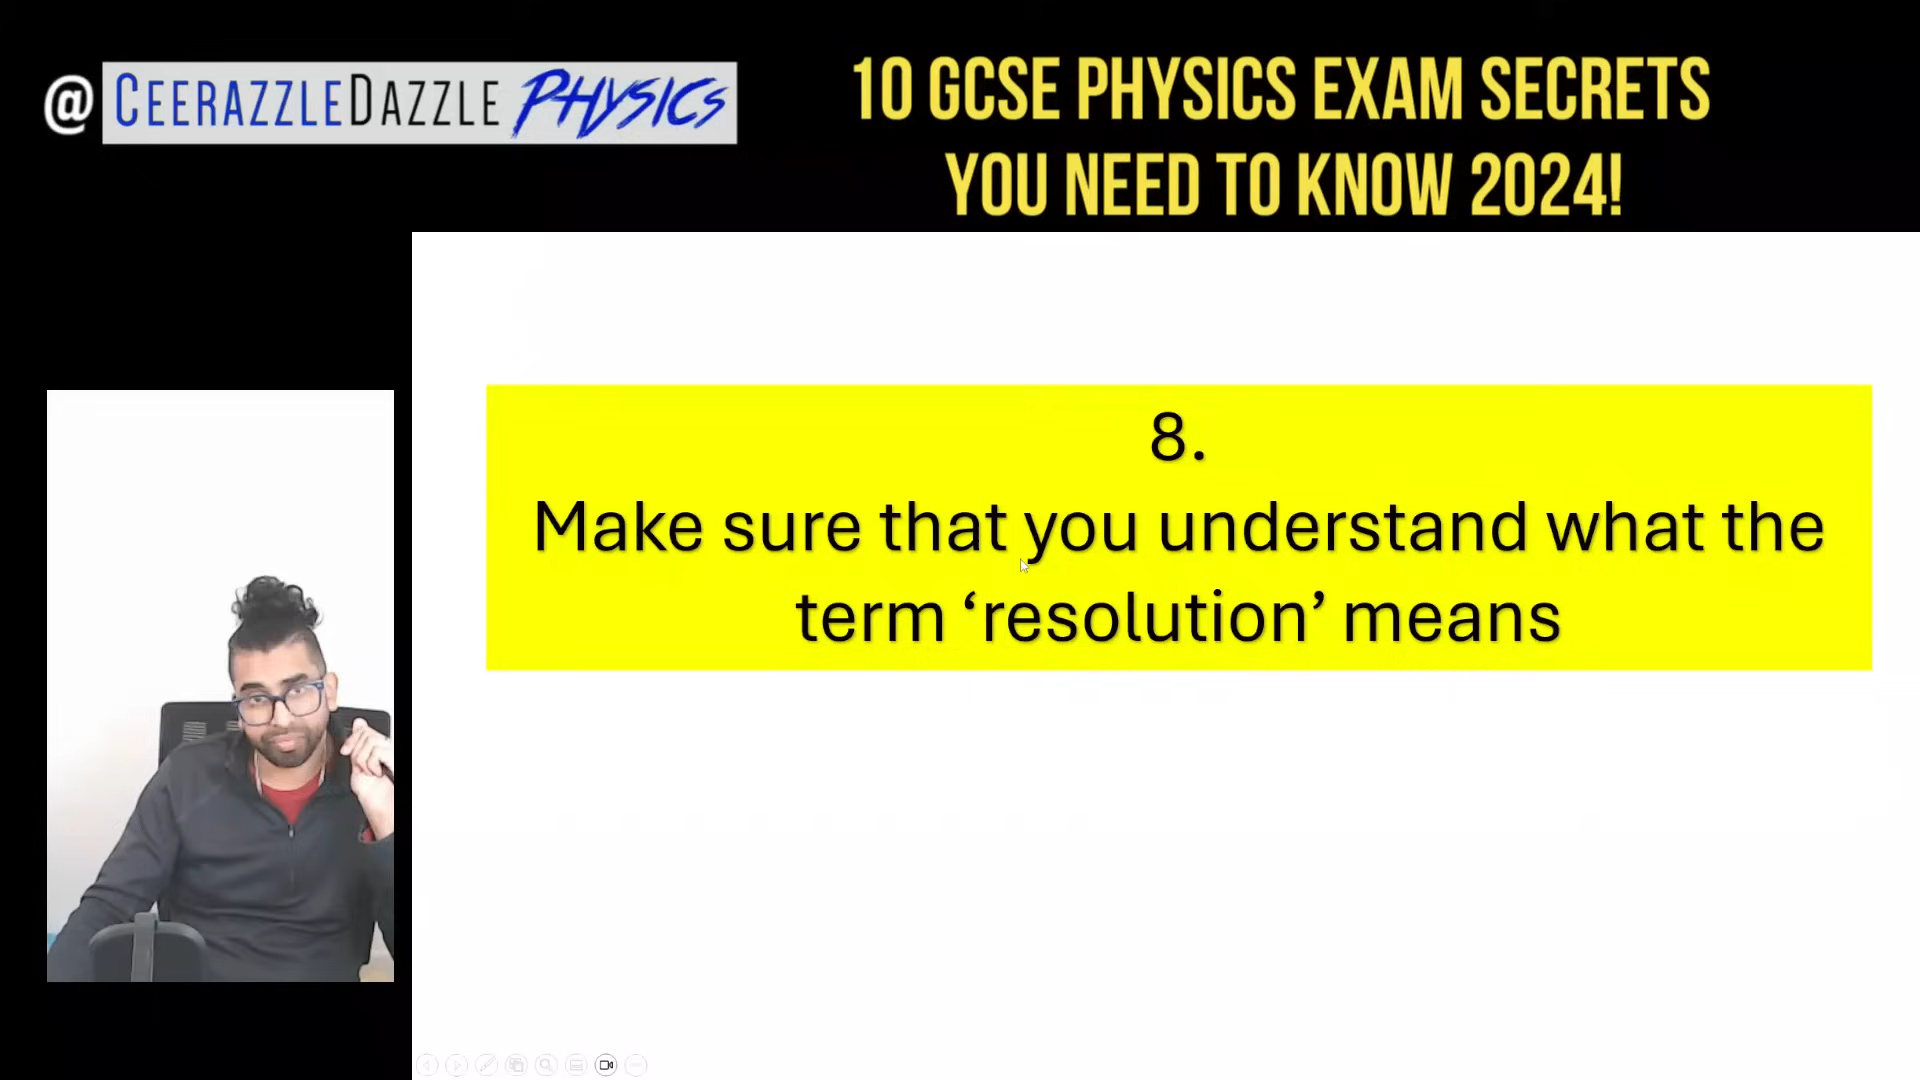 @CEERAZZLEDAZZLE PHYSICS
10 GCSE PHYSICS EXAM SECRETS
YOU NEED TO KNOW 2024!
8.
Make sure that you understand what the
term ‘resolution’ means